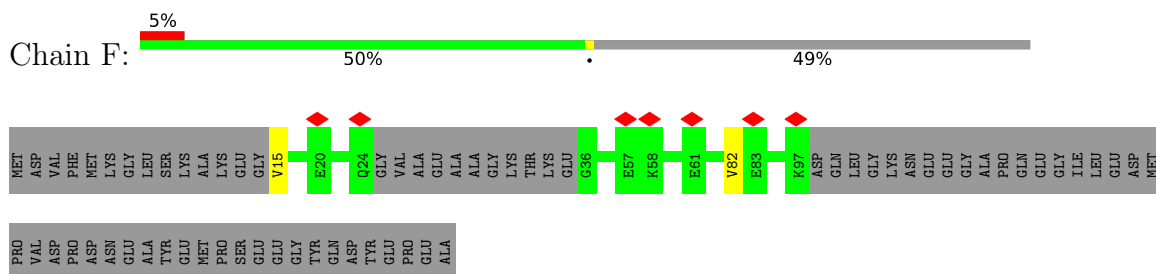 5%
Chain F:
50% • 49%
MET ASP VAL PHE MET LYS GLY LEU SER LYS ALA LYS GLU GLY V15 E20 Q24 GLY VAL ALA GLU ALA ALA GLY LYS THR LYS GLU G36 E57 K58 E61 V82 E83 K97 ASP GLN LEU GLY LYS ASN GLU GLU GLY ALA PRO GLN GLU GLY ILE LEU GLU ASP MET
PRO VAL ASP PRO ASP ASN GLU ALA TYR GLU MET PRO SER GLU GLU GLY TYR GLN ASP TYR GLU PRO GLU ALA